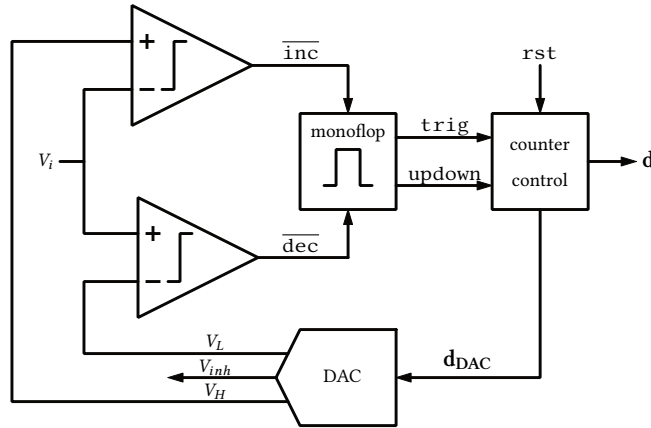 inc
rst
+
monoflop
trig
counter
V_i
d
updown
control
+
dec
V_L
d_DAC
V_inh
DAC
V_H